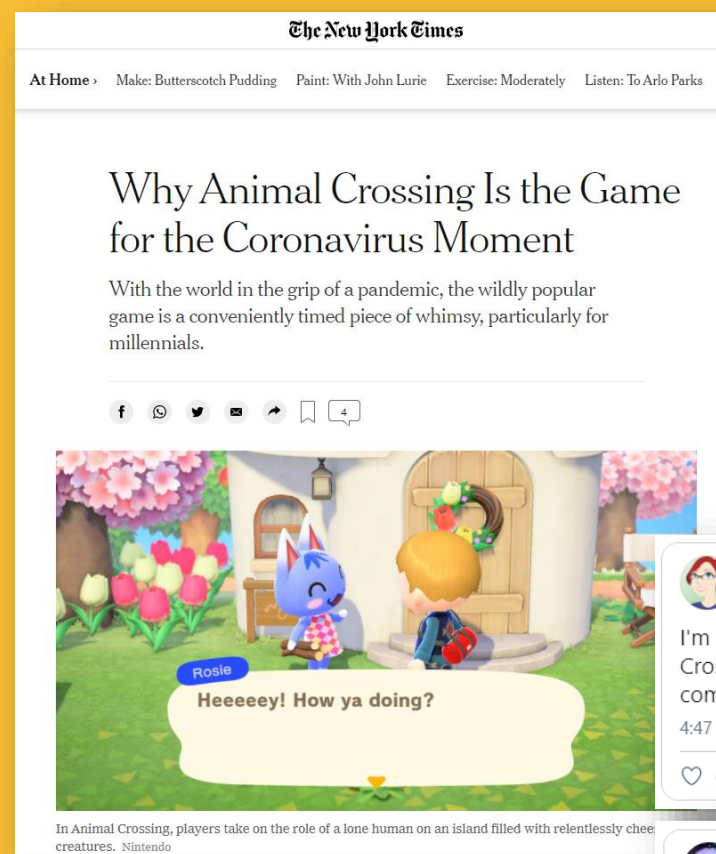 The New York Times
At Home › Make: Butterscotch Pudding Paint: With John Lurie Exercise: Moderately Listen: To Arlo Parks
Why Animal Crossing Is the Game
for the Coronavirus Moment
With the world in the grip of a pandemic, the wildly popular
game is a conveniently timed piece of whimsy, particularly for
millennials.
4
Rosie
Heeeeey! How ya doing?
I'm
4:47
In Animal Crossing, players take on the role of a lone human on an island filled with relentlessly
creatures. Nintendo